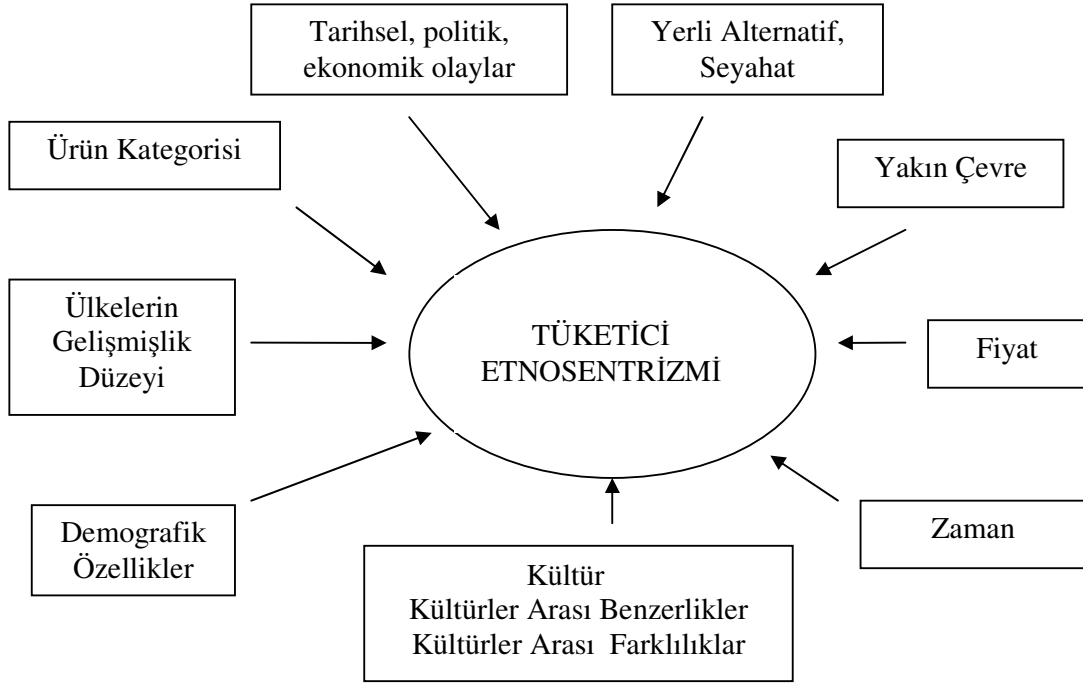 Tarihsel, politik,
ekonomik olaylar
Yerli Alternatif,
Seyahat
Ürün Kategorisi
Yakın Çevre
Ülkelerin
Gelişmişlik
Düzeyi
TÜKETİCİ
ETNOSENTRİZMİ
Fiyat
Demografik
Özellikler
Kültür
Kültürler Arası Benzerlikler
Kültürler Arası Farklılıklar
Zaman